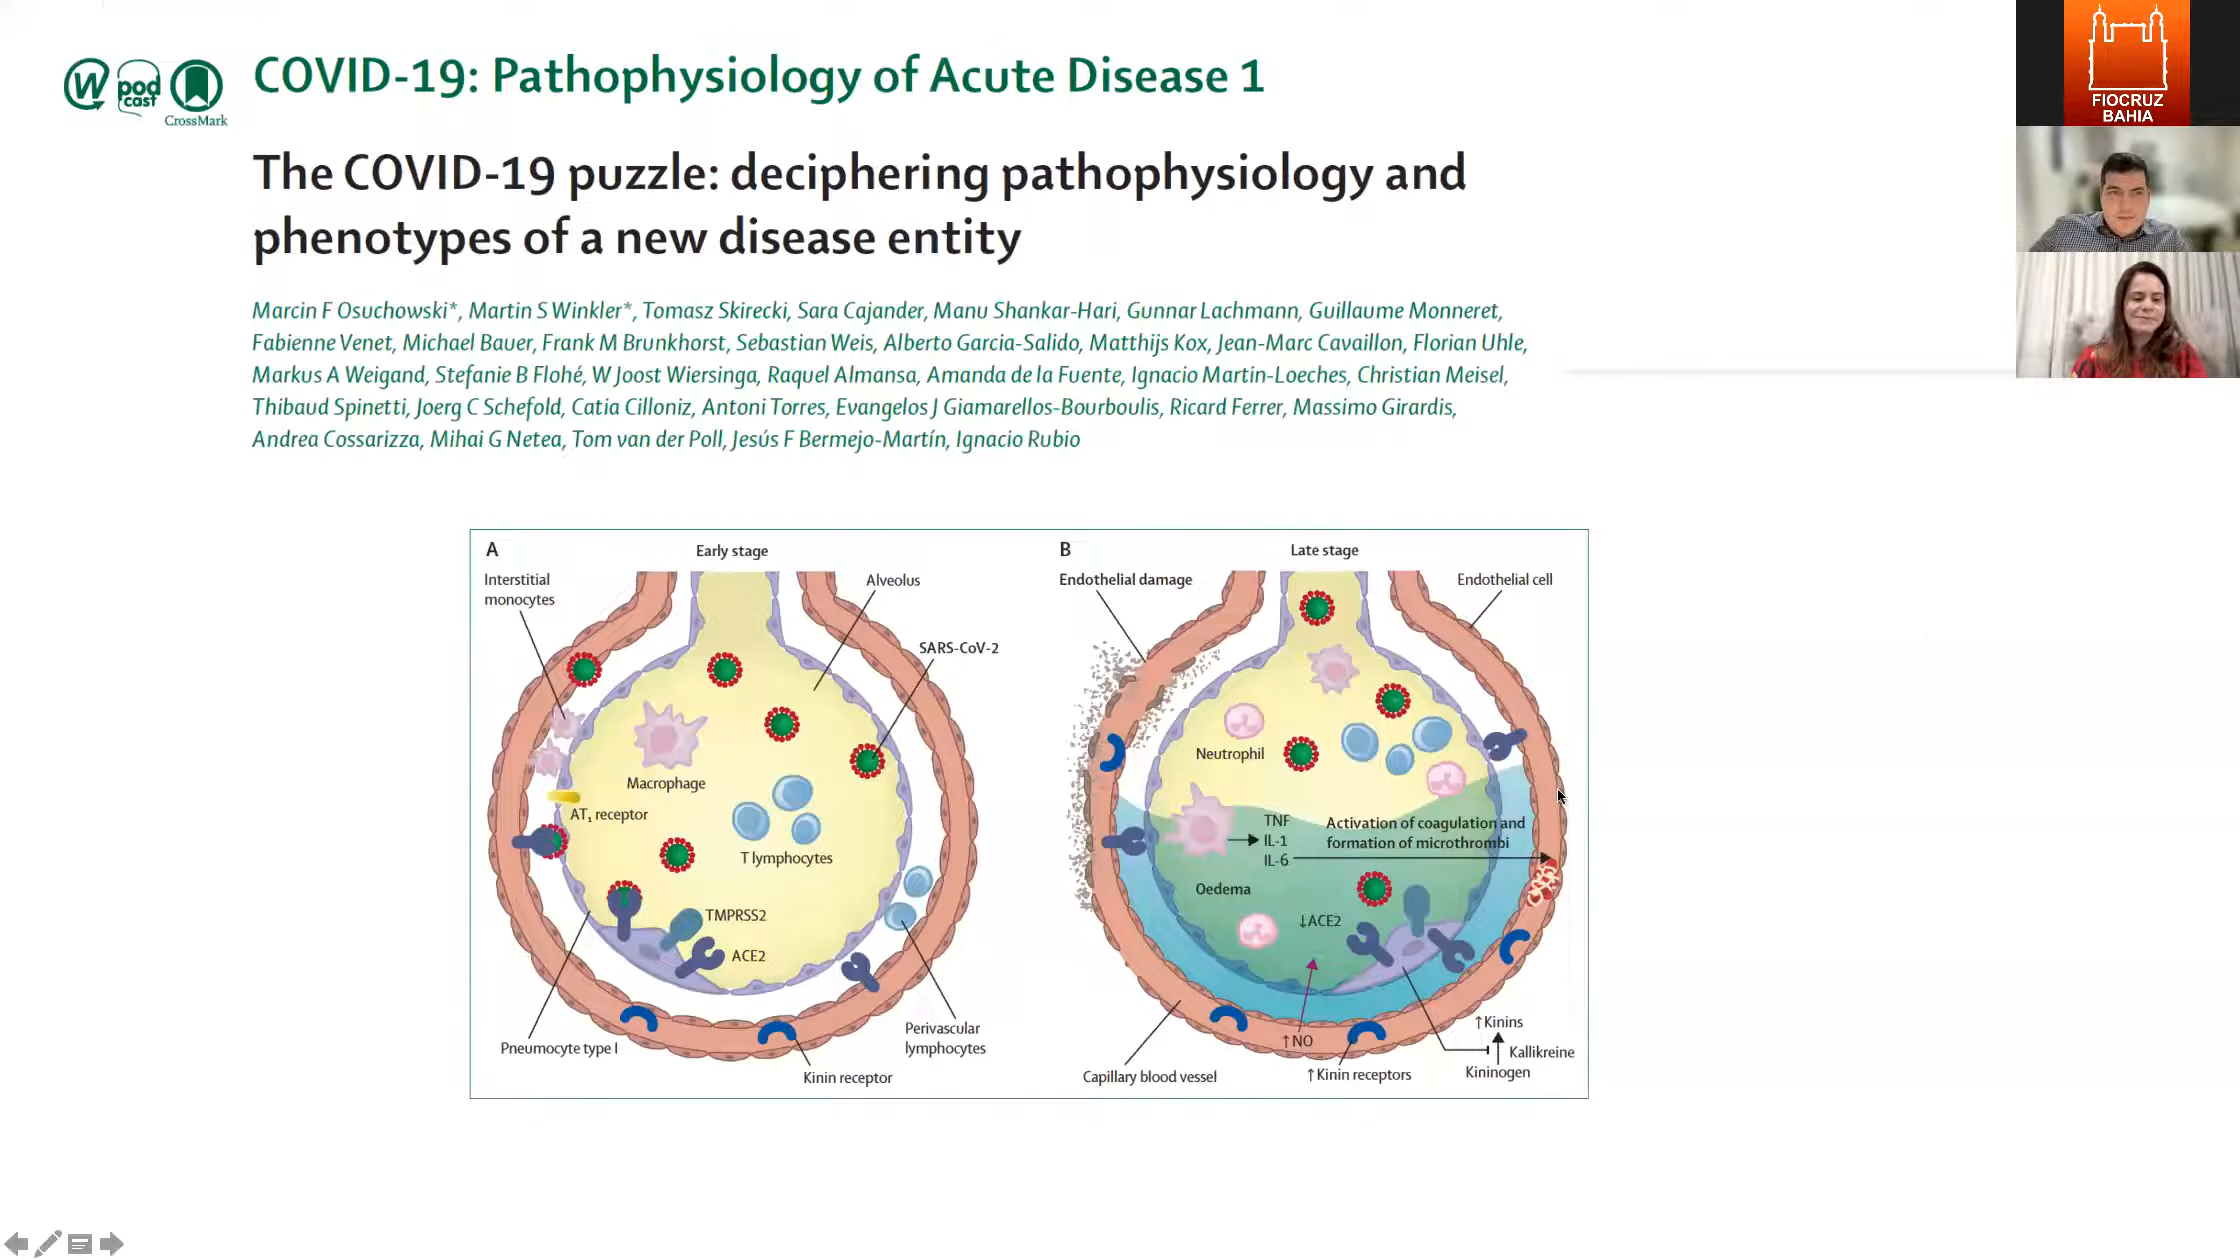 COVID-19: Pathophysiology of Acute Disease 1
W
pod
cast
CrossMark
The COVID-19 puzzle: deciphering pathophysiology and
phenotypes of a new disease entity
Marcin F Osuchowski*, Martin S Winkler*, Tomasz Skirecki, Sara Cajander, Manu Shankar-Hari, Gunnar Lachmann, Guillaume Monneret,
Fabienne Venet, Michael Bauer, Frank M Brunkhorst, Sebastian Weis, Alberto Garcia-Salido, Matthijs Kox, Jean-Marc Cavaillon, Florian Uhle,
Markus A Weigand, Stefanie B Flohé, W Joost Wiersinga, Raquel Almansa, Amanda de la Fuente, Ignacio Martin-Loeches, Christian Meisel,
Thibaud Spinetti, Joerg C Schefold, Catia Cilloniz, Antoni Torres, Evangelos J Giamarellos-Bourboulis, Ricard Ferrer, Massimo Girardis,
Andrea Cossarizza, Mihai G Netea, Tom van der Poll, Jesús F Bermejo-Martín, Ignacio Rubio
FIOCRUZ
BAHIA
A
Early stage
Interstitial
monocytes
Alveolus
SARS-CoV-2
Macrophage
AT₁ receptor
T lymphocytes
TMPRSS2
ACE2
Pneumocyte type I
Perivascular
lymphocytes
Kinin receptor
B
Late stage
Endothelial damage
Endothelial cell
Neutrophil
TNF
IL-1
IL-6
Activation of coagulation and
formation of microthrombi
Oedema
↓ACE2
↑NO
↑Kinins
Kallikreine
Kininogen
Capillary blood vessel
↑Kinin receptors